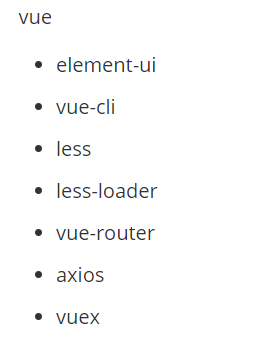 vue
element-ui
vue-cli
less
less-loader
vue-router
axios
vuex